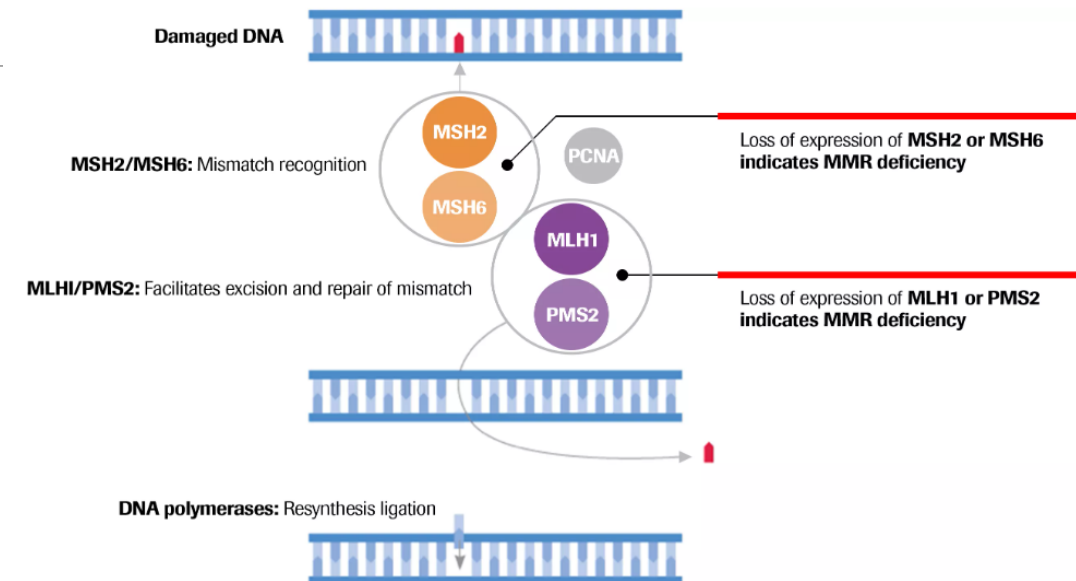 Damaged DNA
MSH2
MSH2/MSH6: Mismatch recognition
MSH6
PCNA
Loss of expression of MSH2 or MSH6
indicates MMR deficiency
MLH1
MLHI/PMS2: Facilitates excision and repair of mismatch
PMS2
Loss of expression of MLH1 or PMS2
indicates MMR deficiency
DNA polymerases: Resynthesis ligation